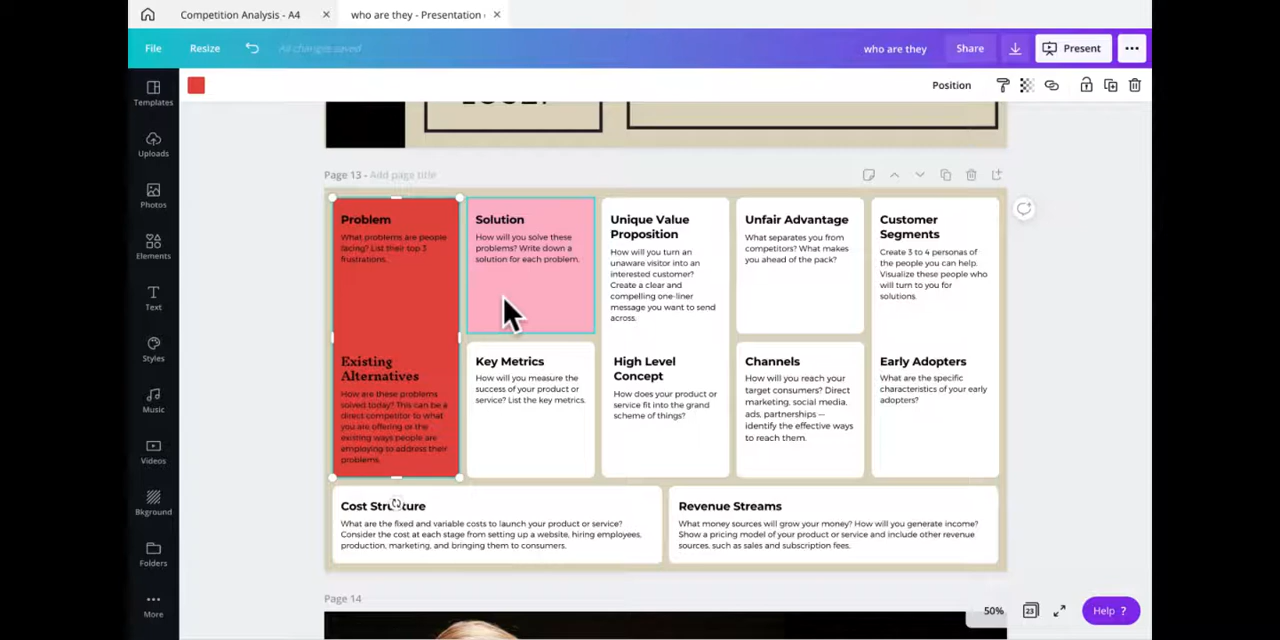 Competition Analysis - A4
who are they - Presentation
File
Resize
All changes saved
who are they
Share
Present
Position
Templates
Uploads
Photos
Elements
Text
Styles
Music
Videos
Bkground
Folders
More
Page 13 - Add page title
Problem
What problems are people
facing? List their top 3
frustrations.
Existing
Alternatives
How are these problems
solved today? This can be a
direct competitor to what
you are offering or the
existing ways people are
employing to address their
problems.
Solution
How will you solve these
problems? Write down a
solution for each problem.
Key Metrics
How will you measure the
success of your product or
service? List the key metrics.
Unique Value
Proposition
How will you turn an
unaware visitor into an
interested customer?
Create a clear and
compelling one-liner
message you want to send
across.
High Level
Concept
How does your product or
service fit into the grand
scheme of things?
Unfair Advantage
What separates you from
competitors? What makes
you ahead of the pack?
Channels
How will you reach your
target consumers? Direct
marketing, social media,
ads, partnerships —
identify the effective ways
to reach them.
Customer
Segments
Create 3 to 4 personas of
the people you can help.
Visualize these people who
will turn to you for
solutions.
Early Adopters
What are the specific
characteristics of your early
adopters?
Cost Structure
What are the fixed and variable costs to launch your product or service?
Consider the cost at each stage from setting up a website, hiring employees,
production, marketing, and bringing them to consumers.
Revenue Streams
What money sources will grow your money? How will you generate income?
Show a pricing model of your product or service and include other revenue
sources, such as sales and subscription fees.
Page 14
50%
23
Help ?